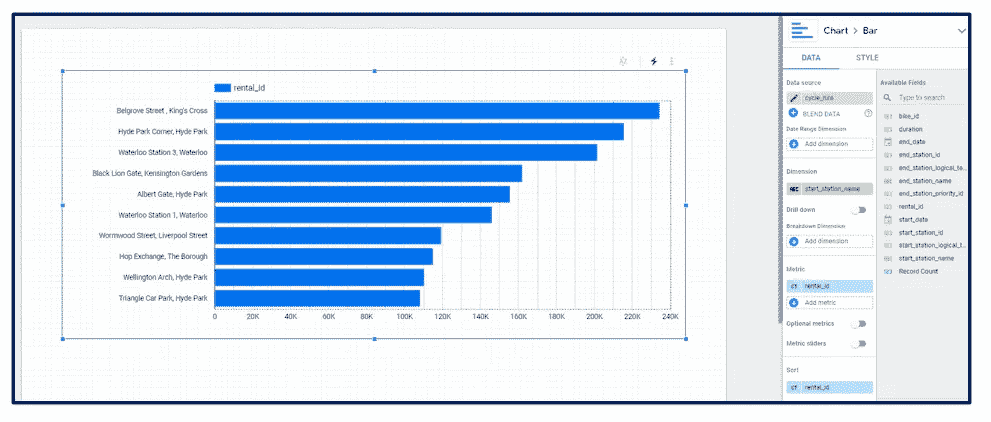 Chart > Bar
DATA STYLE
rental_id
Belgrove Street , King's Cross
Hyde Park Corner, Hyde Park
Waterloo Station 3, Waterloo
Black Lion Gate, Kensington Gardens
Albert Gate, Hyde Park
Waterloo Station 1, Waterloo
Wormwood Street, Liverpool Street
Hop Exchange, The Borough
Wellington Arch, Hyde Park
Triangle Car Park, Hyde Park
0 20K 40K 60K 80K 100K 120K 140K 160K 180K 200K 220K 240K
Data source
BLEND DATA
Date Range Dimension
Add dimension
Dimension
ABC start_station_name
Drill down
Breakdown Dimension
Add dimension
Metric
CT rental_id
Add metric
Optional metrics
Metric sliders
Sort
CT rental_id
Available Fields
Type to search
bike_id
duration
end_date
end_station_id
end_station_logical_te...
end_station_name
end_station_priority_id
rental_id
start_date
start_station_id
start_station_logical_t...
start_station_name
Record Count